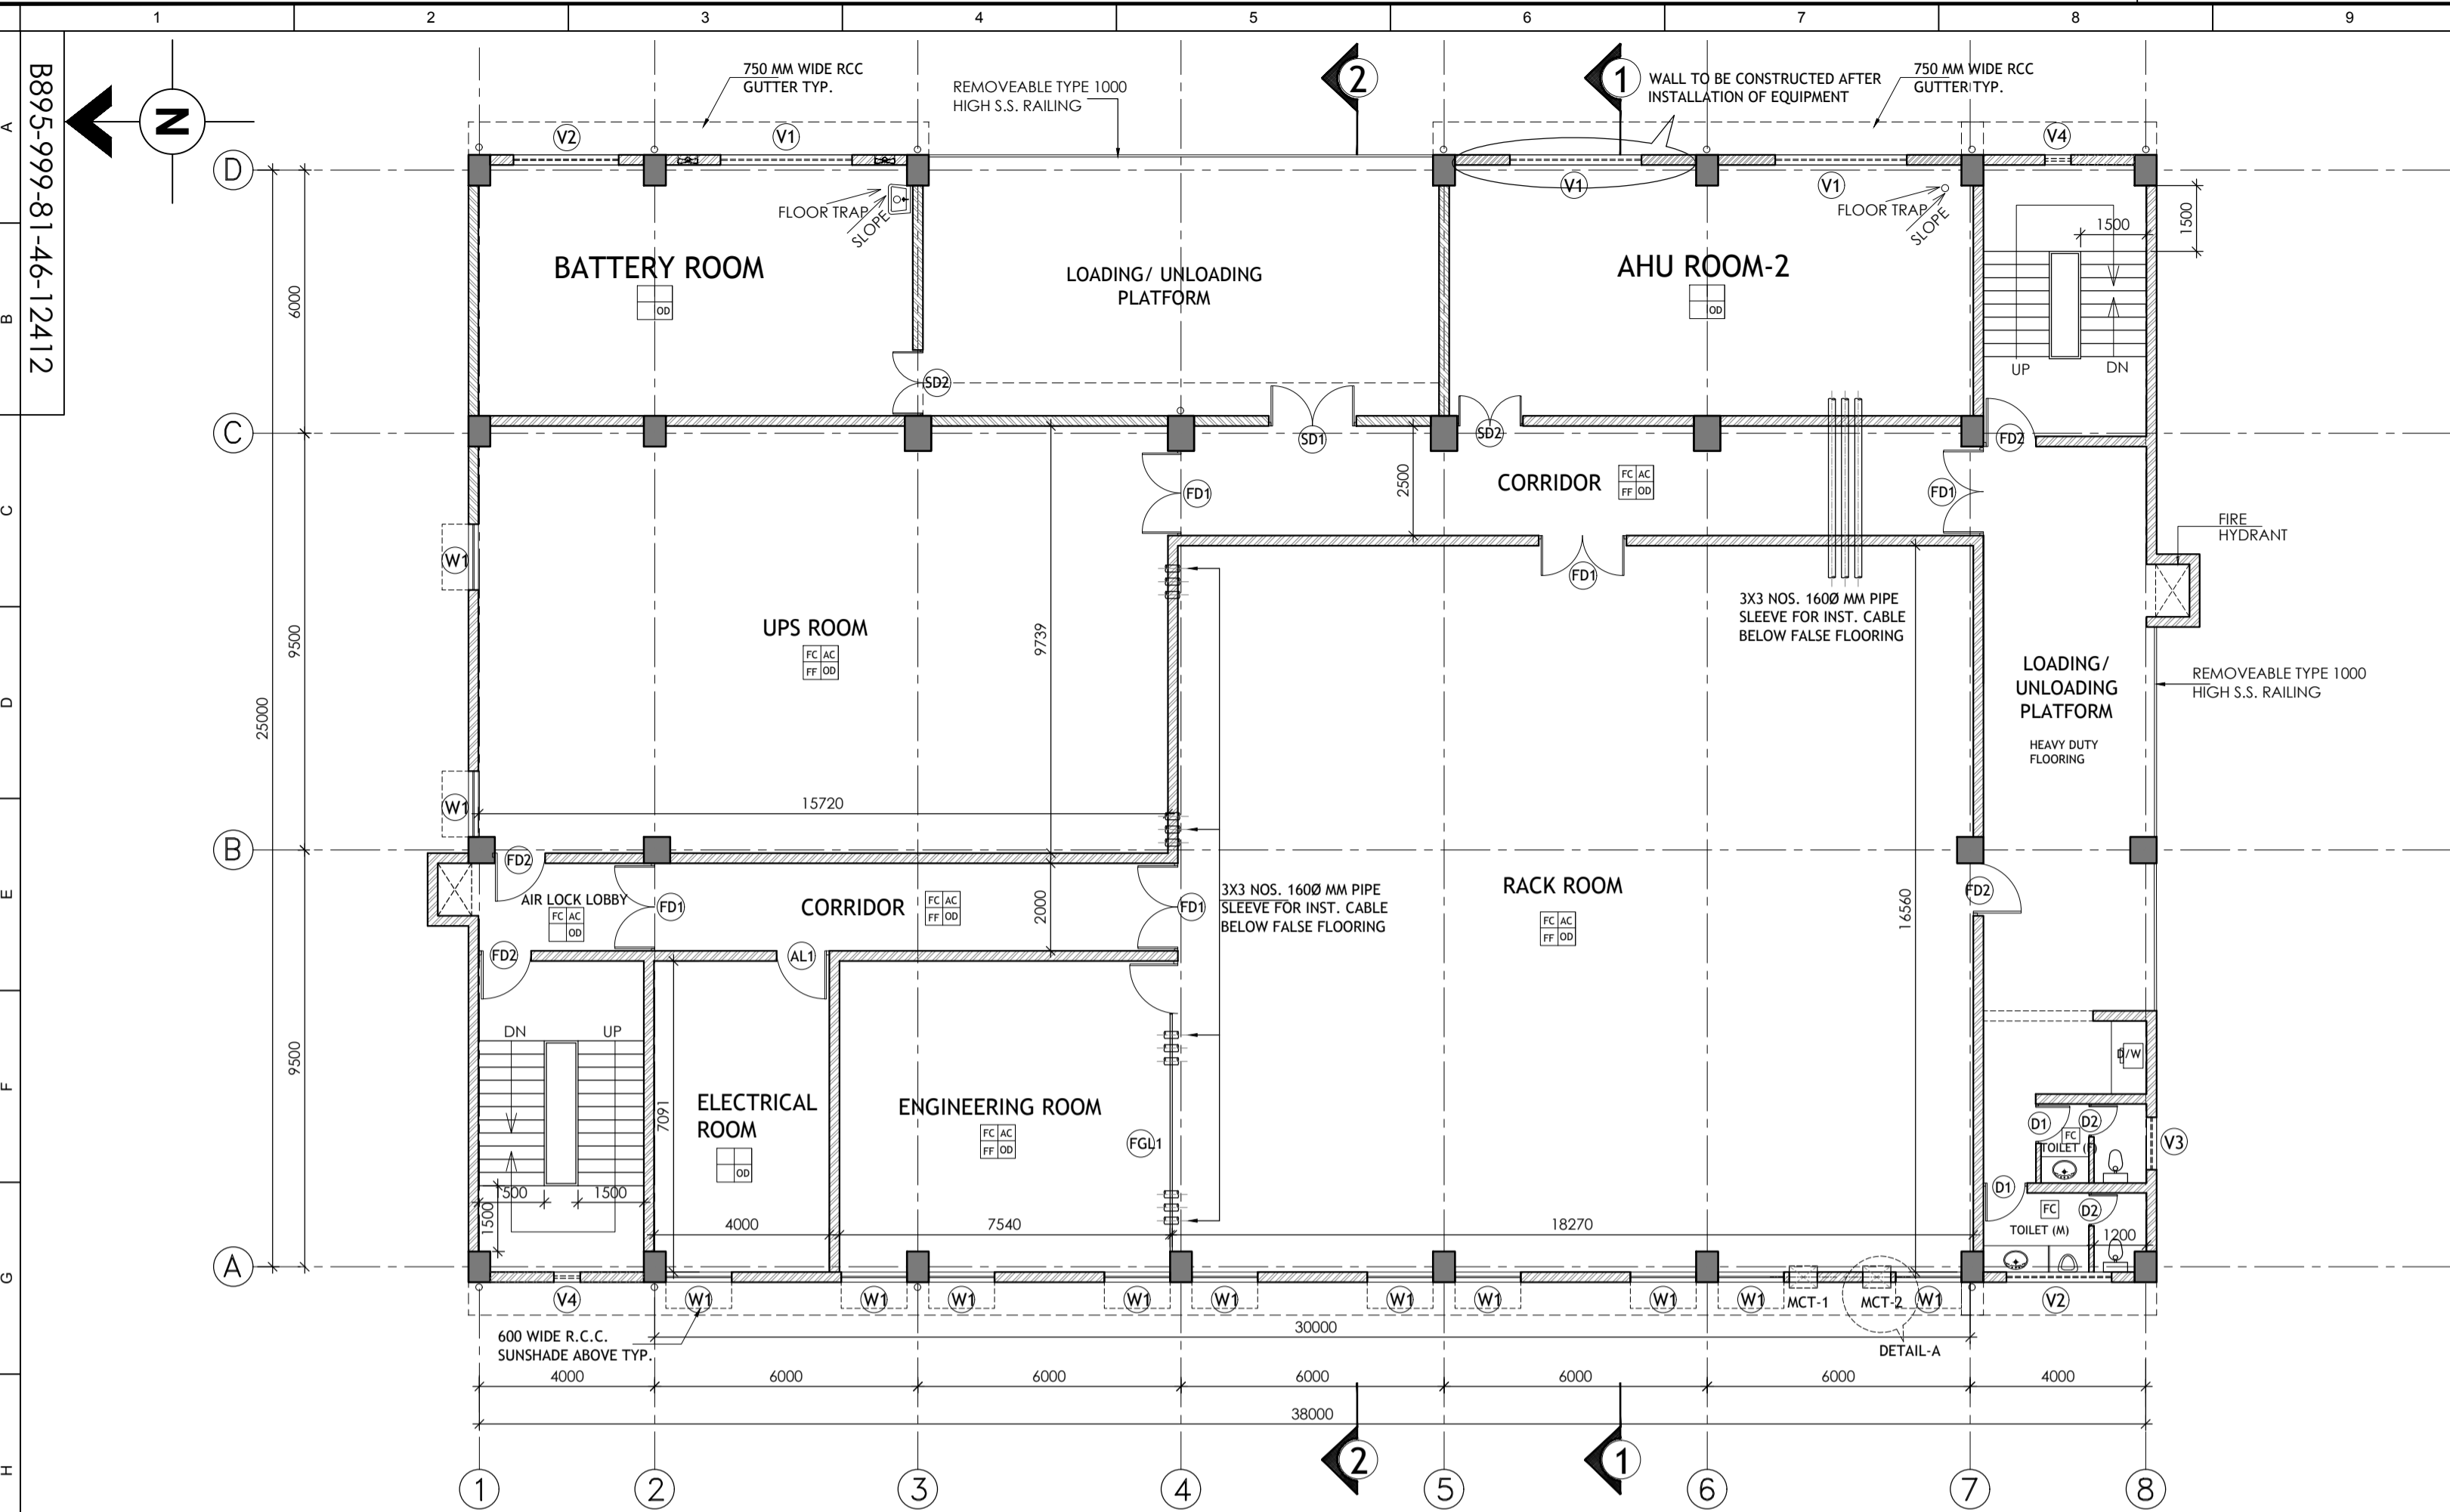 1 2 3 4 5 6 7 8 9
A
B
C
D
E
F
G
H
B895-999-81-46-12412
N
750 MM WIDE RCC
GUTTER TYP.
REMOVEABLE TYPE 1000
HIGH S.S. RAILING
2
1
WALL TO BE CONSTRUCTED AFTER
INSTALLATION OF EQUIPMENT
750 MM WIDE RCC
GUTTER TYP.
V2
V1
V4
D
V1
V1
FLOOR TRAP
SLOPE
FLOOR TRAP
SLOPE
1500
1500
BATTERY ROOM
OD
LOADING/ UNLOADING
PLATFORM
AHU ROOM-2
OD
6000
UP
DN
SD2
C
SD1
SD2
FD2
2500
CORRIDOR
FC AC
FF OD
FD1
FD1
FIRE
HYDRANT
W1
FD1
3X3 NOS. 160Ø MM PIPE
SLEEVE FOR INST. CABLE
BELOW FALSE FLOORING
UPS ROOM
FC AC
FF OD
9739
9500
25000
LOADING/
UNLOADING
PLATFORM
HEAVY DUTY
FLOORING
REMOVEABLE TYPE 1000
HIGH S.S. RAILING
15720
W1
B
FD2
AIR LOCK LOBBY
FC AC
OD
FD1
CORRIDOR
FC AC
FF OD
2000
FD1
3X3 NOS. 160Ø MM PIPE
SLEEVE FOR INST. CABLE
BELOW FALSE FLOORING
RACK ROOM
FC AC
FF OD
16560
FD2
FD2
AL1
DN
UP
9500
7091
ELECTRICAL
ROOM
OD
ENGINEERING ROOM
FC AC
FF OD
FGL1
D/W
D1
D2
FC
TOILET (F)
V3
D1
FC
D2
TOILET (M)
1200
1500
1500
1500
4000
7540
18270
A
V4
W1
W1
W1
W1
W1
W1
W1
W1
W1
MCT-1
MCT-2
W1
V2
600 WIDE R.C.C.
SUNSHADE ABOVE TYP.
30000
DETAIL-A
4000 6000 6000 6000 6000 6000 4000
38000
2
1
1 2 3 4 5 6 7 8